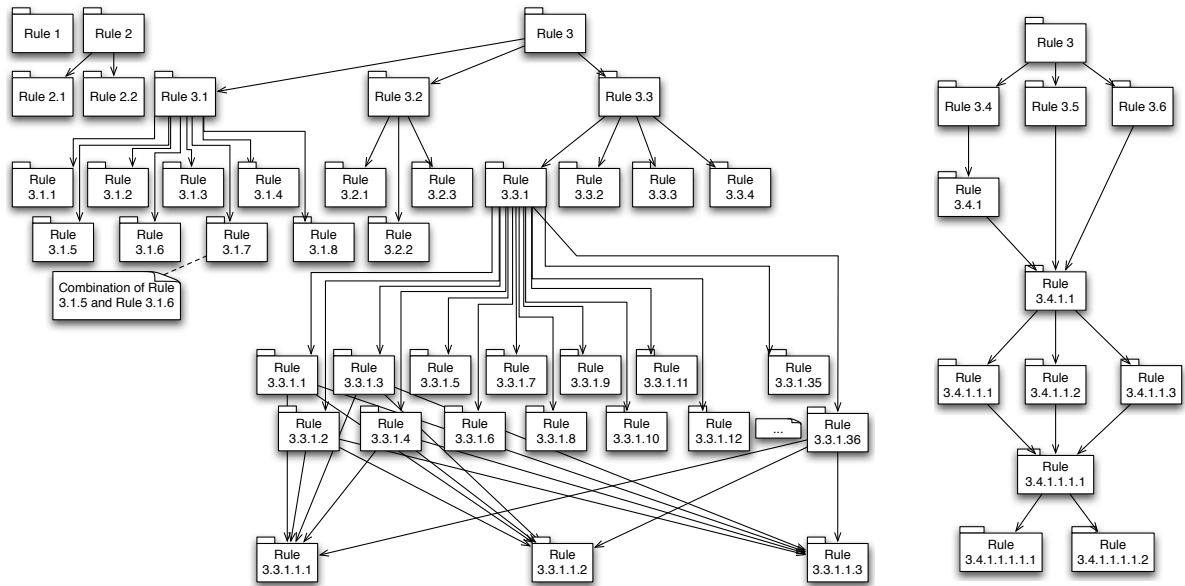 Rule 1
Rule 2
Rule 3
Rule 2.1
Rule 2.2
Rule 3.1
Rule 3.2
Rule 3.3
Rule
3.1.1
Rule
3.1.2
Rule
3.1.3
Rule
3.1.4
Rule
3.2.1
Rule
3.2.3
Rule
3.3.1
Rule
3.3.2
Rule
3.3.3
Rule
3.3.4
Rule
3.1.5
Rule
3.1.6
Rule
3.1.7
Rule
3.1.8
Rule
3.2.2
Combination of Rule
3.1.5 and Rule 3.1.6
Rule
3.3.1.1
Rule
3.3.1.3
Rule
3.3.1.5
Rule
3.3.1.7
Rule
3.3.1.9
Rule
3.3.1.11
Rule
3.3.1.35
Rule
3.3.1.2
Rule
3.3.1.4
Rule
3.3.1.6
Rule
3.3.1.8
Rule
3.3.1.10
Rule
3.3.1.12
...
Rule
3.3.1.36
Rule
3.3.1.1.1
Rule
3.3.1.1.2
Rule
3.3.1.1.3
Rule 3
Rule 3.4
Rule 3.5
Rule 3.6
Rule
3.4.1
Rule
3.4.1.1
Rule
3.4.1.1.1
Rule
3.4.1.1.2
Rule
3.4.1.1.3
Rule
3.4.1.1.1.1
Rule
3.4.1.1.1.1.1
Rule
3.4.1.1.1.1.2